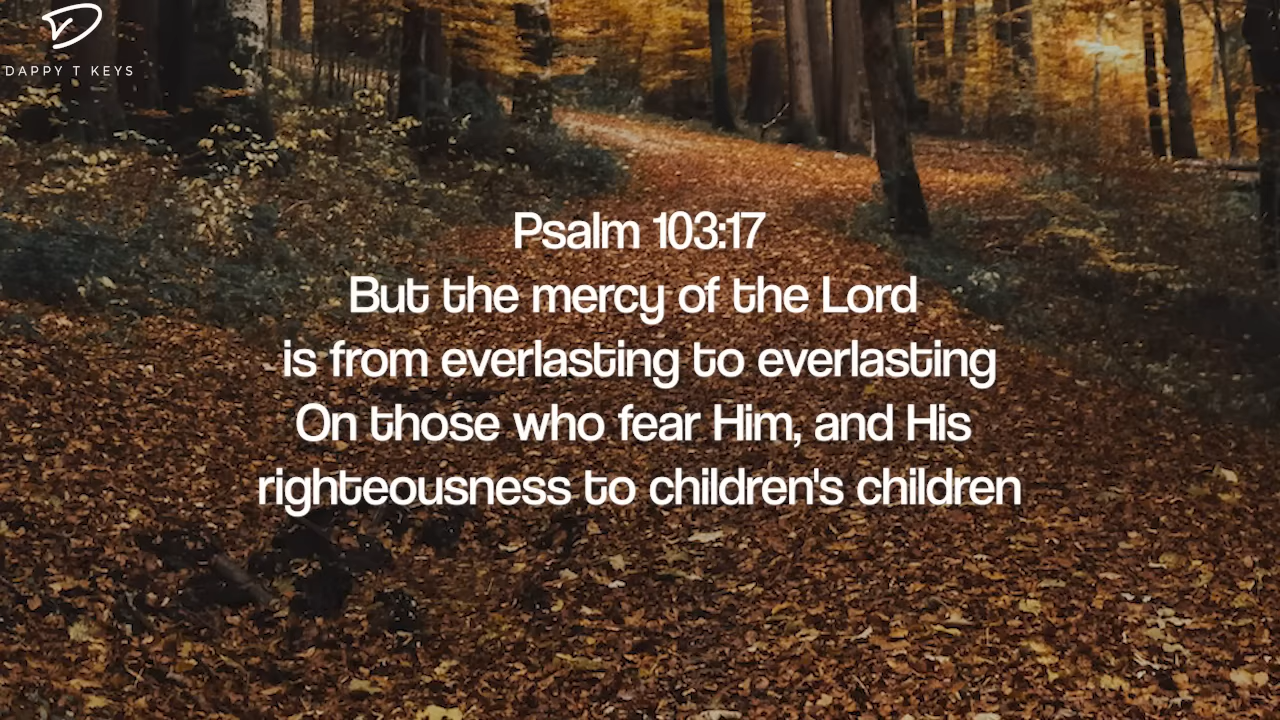 DAPPY T KEYS
Psalm 103:17
But the mercy of the Lord
is from everlasting to everlasting
On those who fear Him, and His
righteousness to children's children